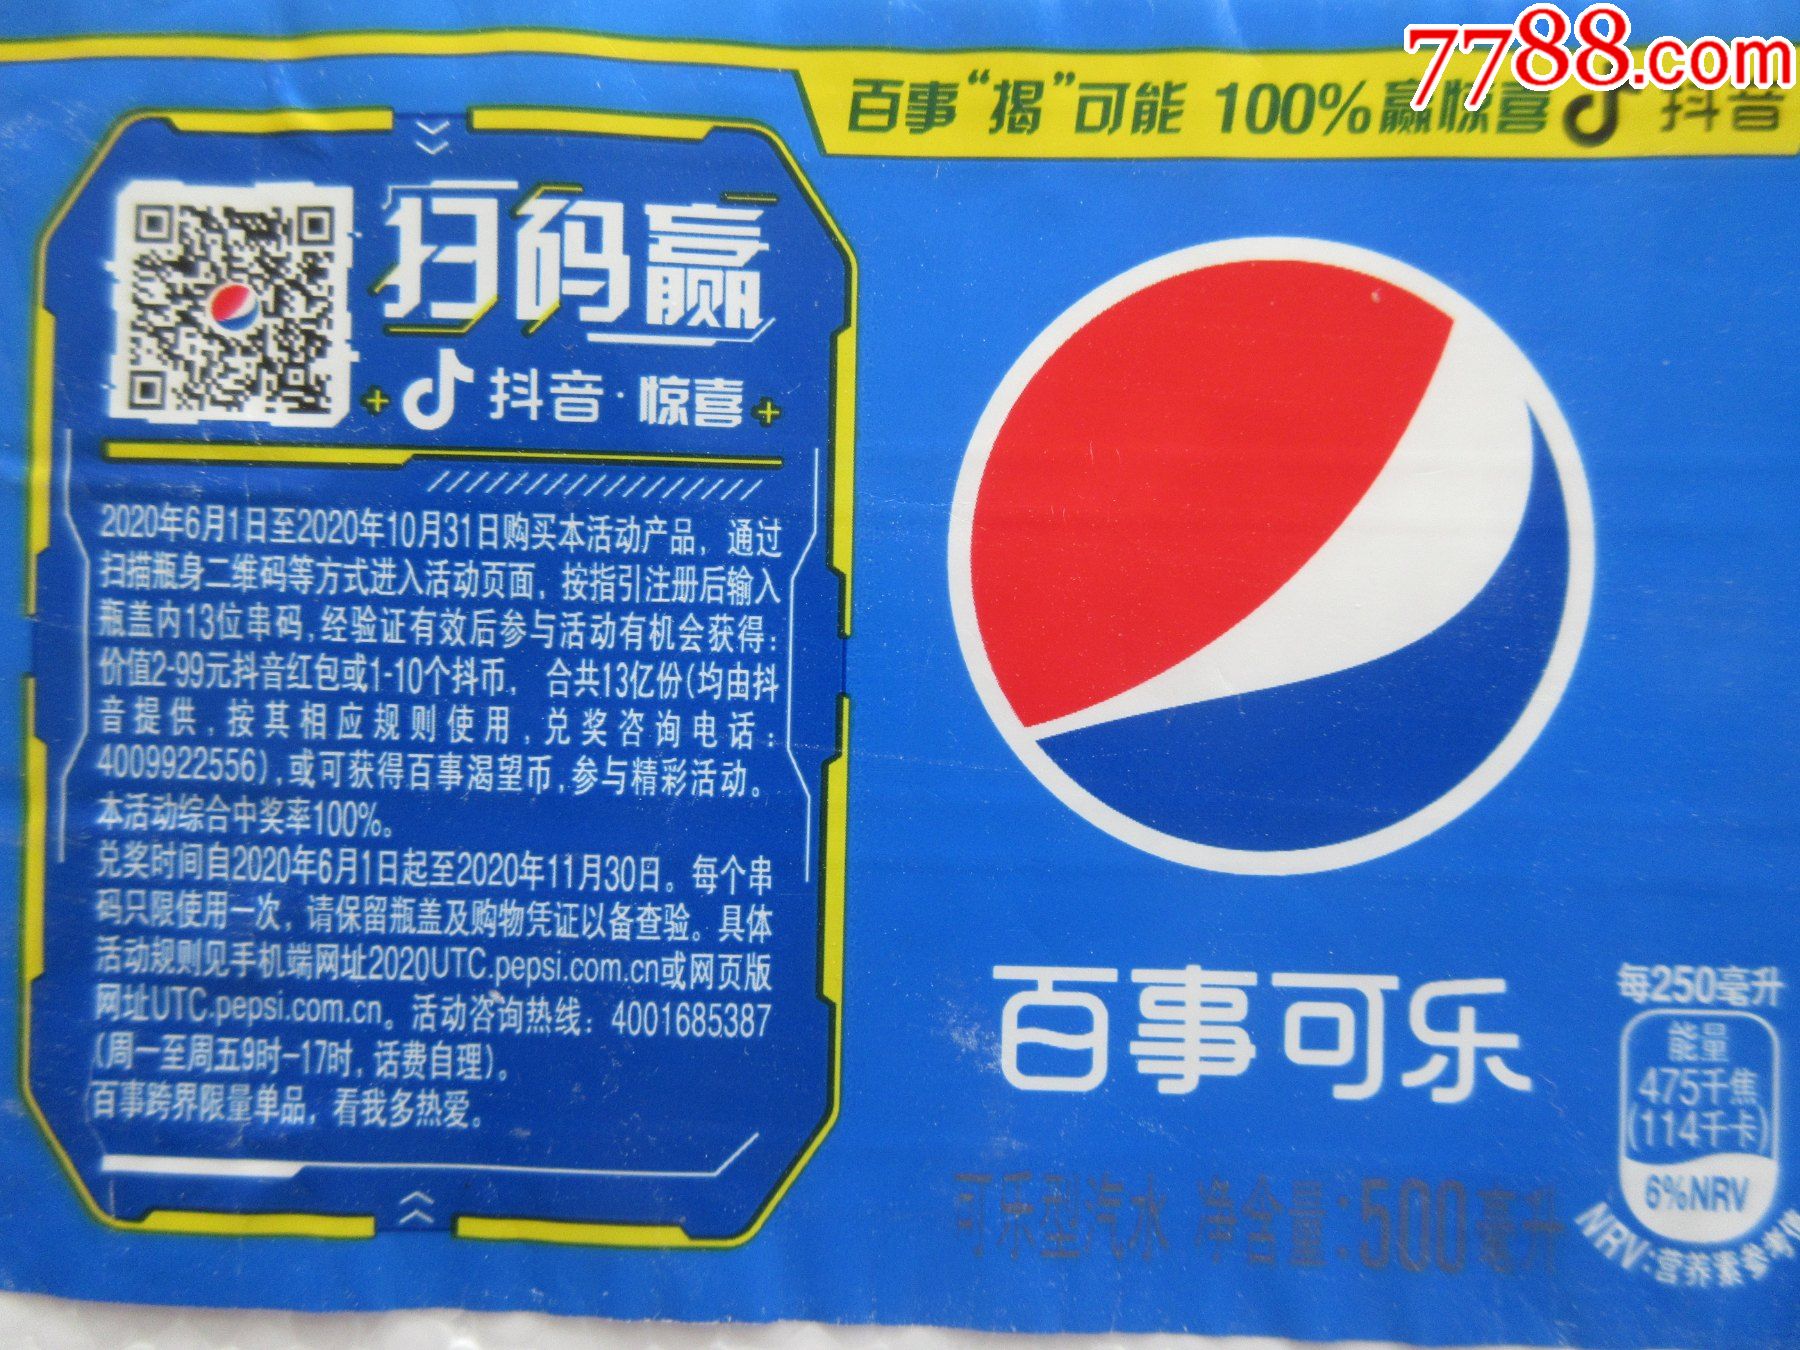 7788.com
百事“揭”可能 100%赢惊喜 抖音
扫码赢
抖音·惊喜
2020年6月1日至2020年10月31日购买本活动产品，通过
扫描瓶身二维码等方式进入活动页面，按指引注册后输入
瓶盖内13位串码,经验证有效后参与活动有机会获得：
价值2-99元抖音红包或1-10个抖币， 合共13亿份(均由抖
音提供,按其相应规则使用,兑奖咨询电话：
4009922556),或可获得百事渴望币,参与精彩活动。
本活动综合中奖率100%。
兑奖时间自2020年6月1日起至2020年11月30日。每个串
码只限使用一次，请保留瓶盖及购物凭证以备查验。具体
活动规则见手机端网址2020UTC.pepsi.com.cn或网页版
网址UTC.pepsi.com.cn。活动咨询热线：4001685387
(周一至周五9时-17时,话费自理)。
百事跨界限量单品，看我多热爱。
百事可乐
可乐型汽水 净含量:500毫升
每250毫升
能量
475千焦
(114千卡)
6%NRV
NRV:营养素参考值